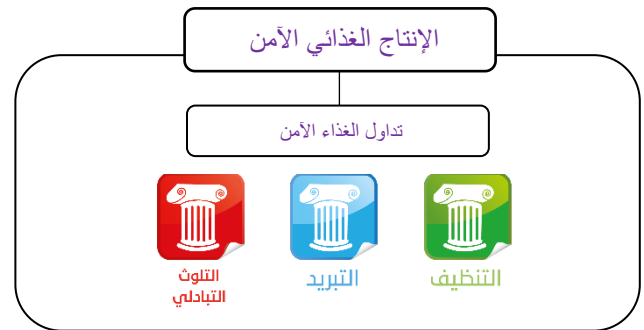 الإنتاج الغذائي الآمن
تداول الغذاء الآمن
التنظيف
التبريد
التلوث
التبادلي